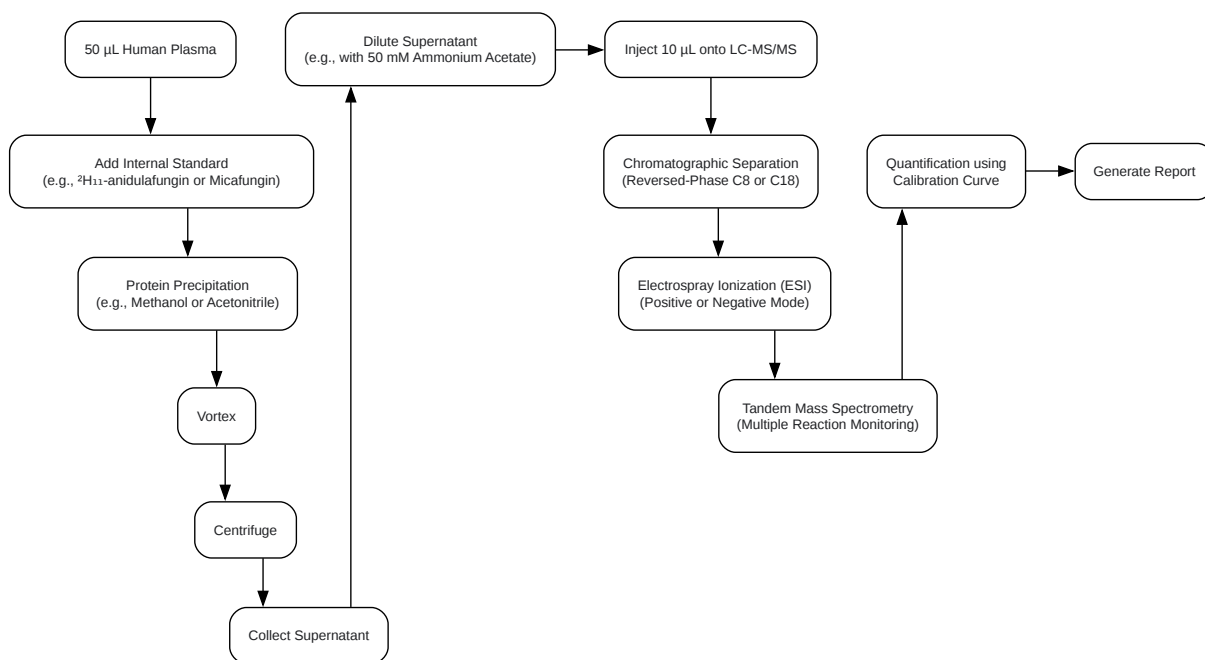 50 µL Human Plasma
Add Internal Standard
(e.g., ²H₁₁-anidulafungin or Micafungin)
Protein Precipitation
(e.g., Methanol or Acetonitrile)
Vortex
Centrifuge
Collect Supernatant
Dilute Supernatant
(e.g., with 50 mM Ammonium Acetate)
Inject 10 µL onto LC-MS/MS
Chromatographic Separation
(Reversed-Phase C8 or C18)
Electrospray Ionization (ESI)
(Positive or Negative Mode)
Tandem Mass Spectrometry
(Multiple Reaction Monitoring)
Quantification using
Calibration Curve
Generate Report